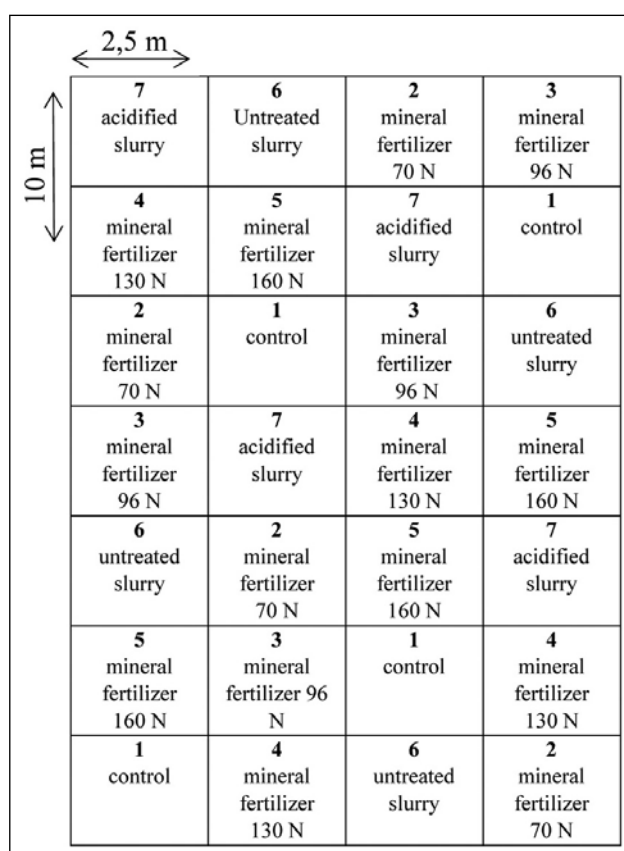 2,5 m
10 m
7
acidified
slurry
6
Untreated
slurry
2
mineral
fertilizer
70 N
3
mineral
fertilizer
96 N
4
mineral
fertilizer
130 N
5
mineral
fertilizer
160 N
7
acidified
slurry
1
control
2
mineral
fertilizer
70 N
1
control
3
mineral
fertilizer
96 N
6
untreated
slurry
3
mineral
fertilizer
96 N
7
acidified
slurry
4
mineral
fertilizer
130 N
5
mineral
fertilizer
160 N
6
untreated
slurry
2
mineral
fertilizer
70 N
5
mineral
fertilizer
160 N
7
acidified
slurry
5
mineral
fertilizer
160 N
3
mineral
fertilizer 96
N
1
control
4
mineral
fertilizer
130 N
1
control
4
mineral
fertilizer
130 N
6
untreated
slurry
2
mineral
fertilizer
70 N